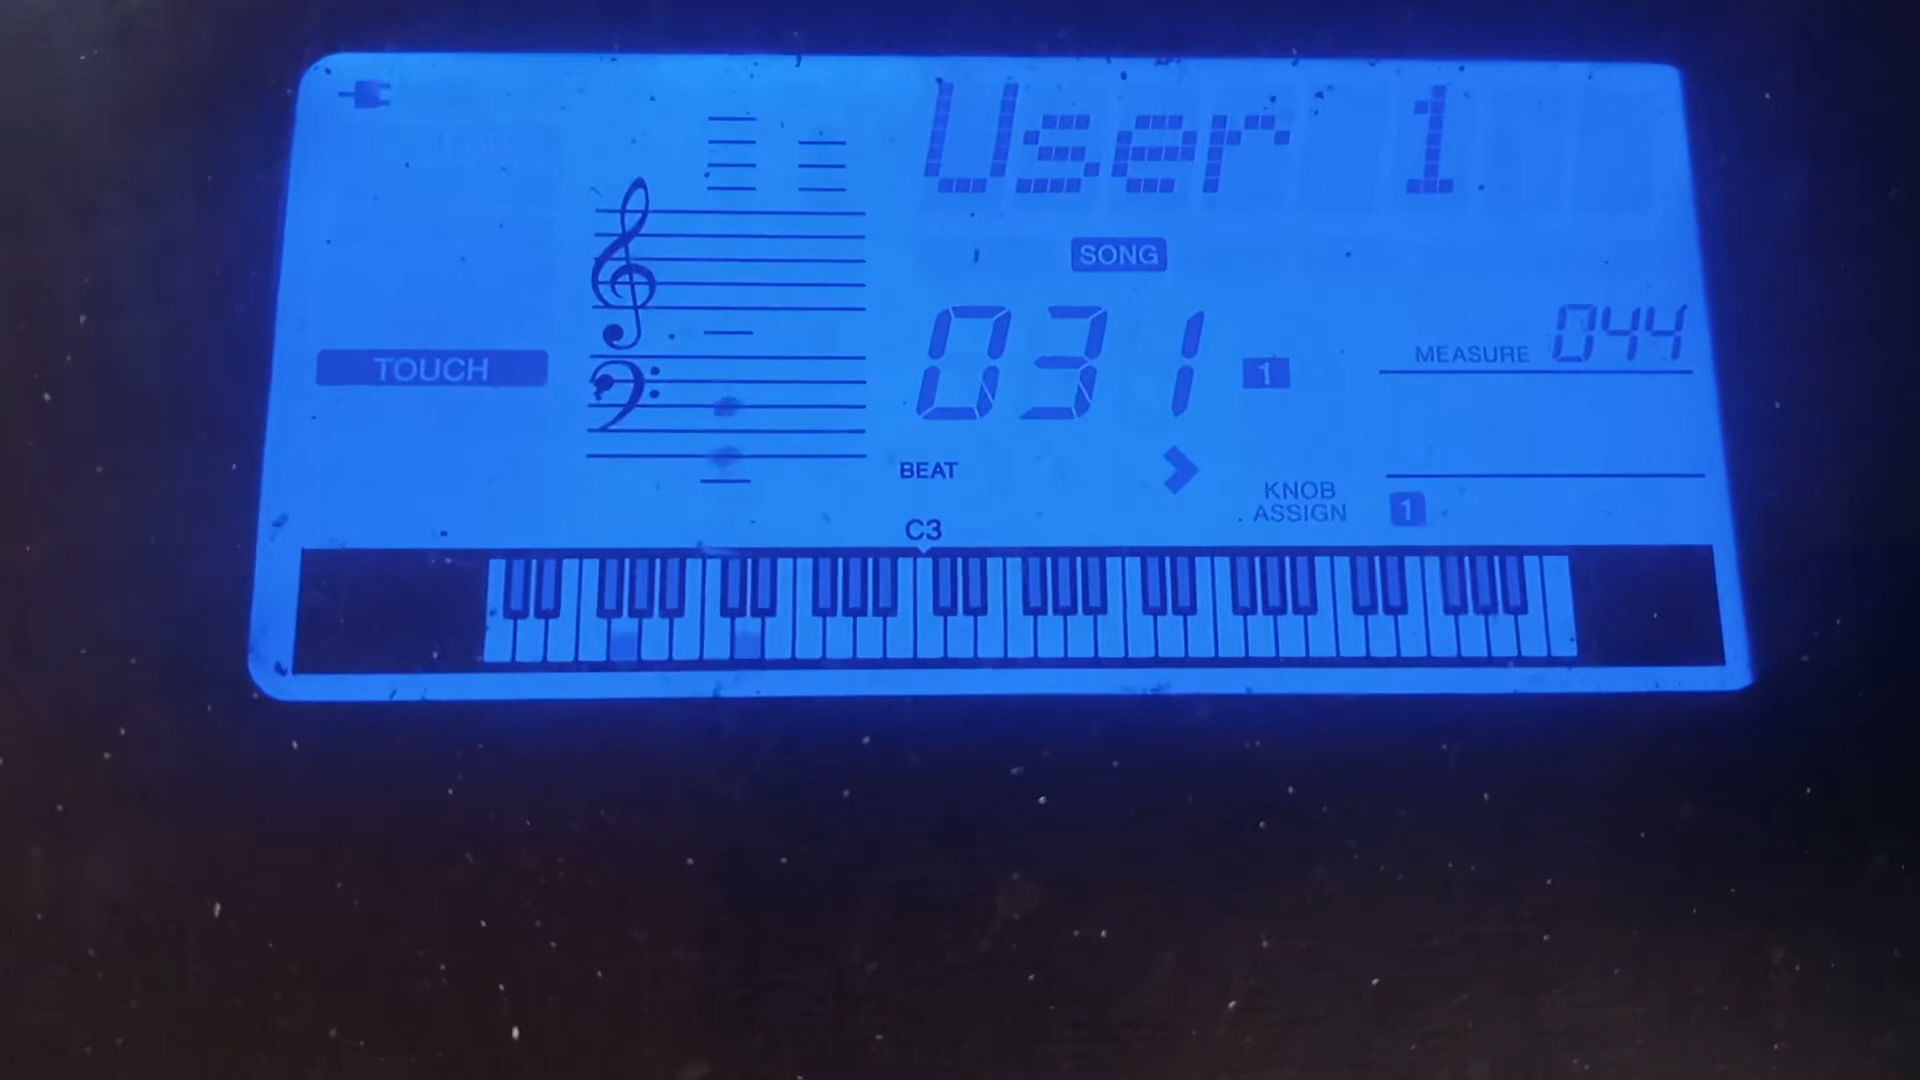 User 1
SONG
TOUCH
031
1
MEASURE 044
BEAT
KNOB
ASSIGN
1
C3